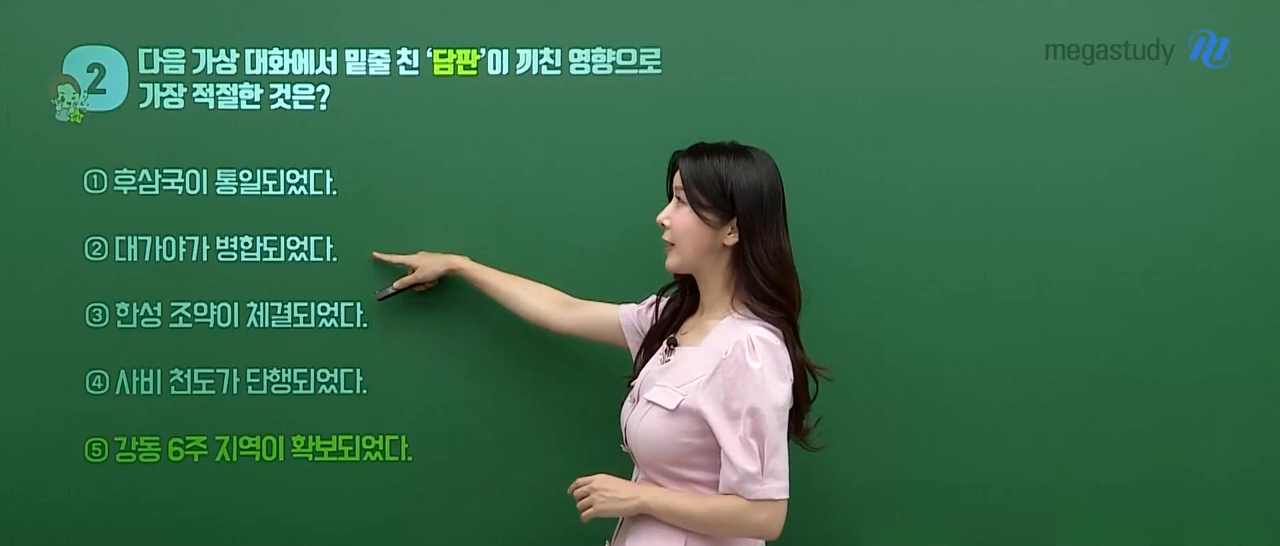 megastudy
2
다음 가상 대화에서 밑줄 친 ‘담판’이 끼친 영향으로
가장 적절한 것은?
① 후삼국이 통일되었다.
② 대가야가 병합되었다.
③ 한성 조약이 체결되었다.
④ 사비 천도가 단행되었다.
⑤ 강동 6주 지역이 확보되었다.